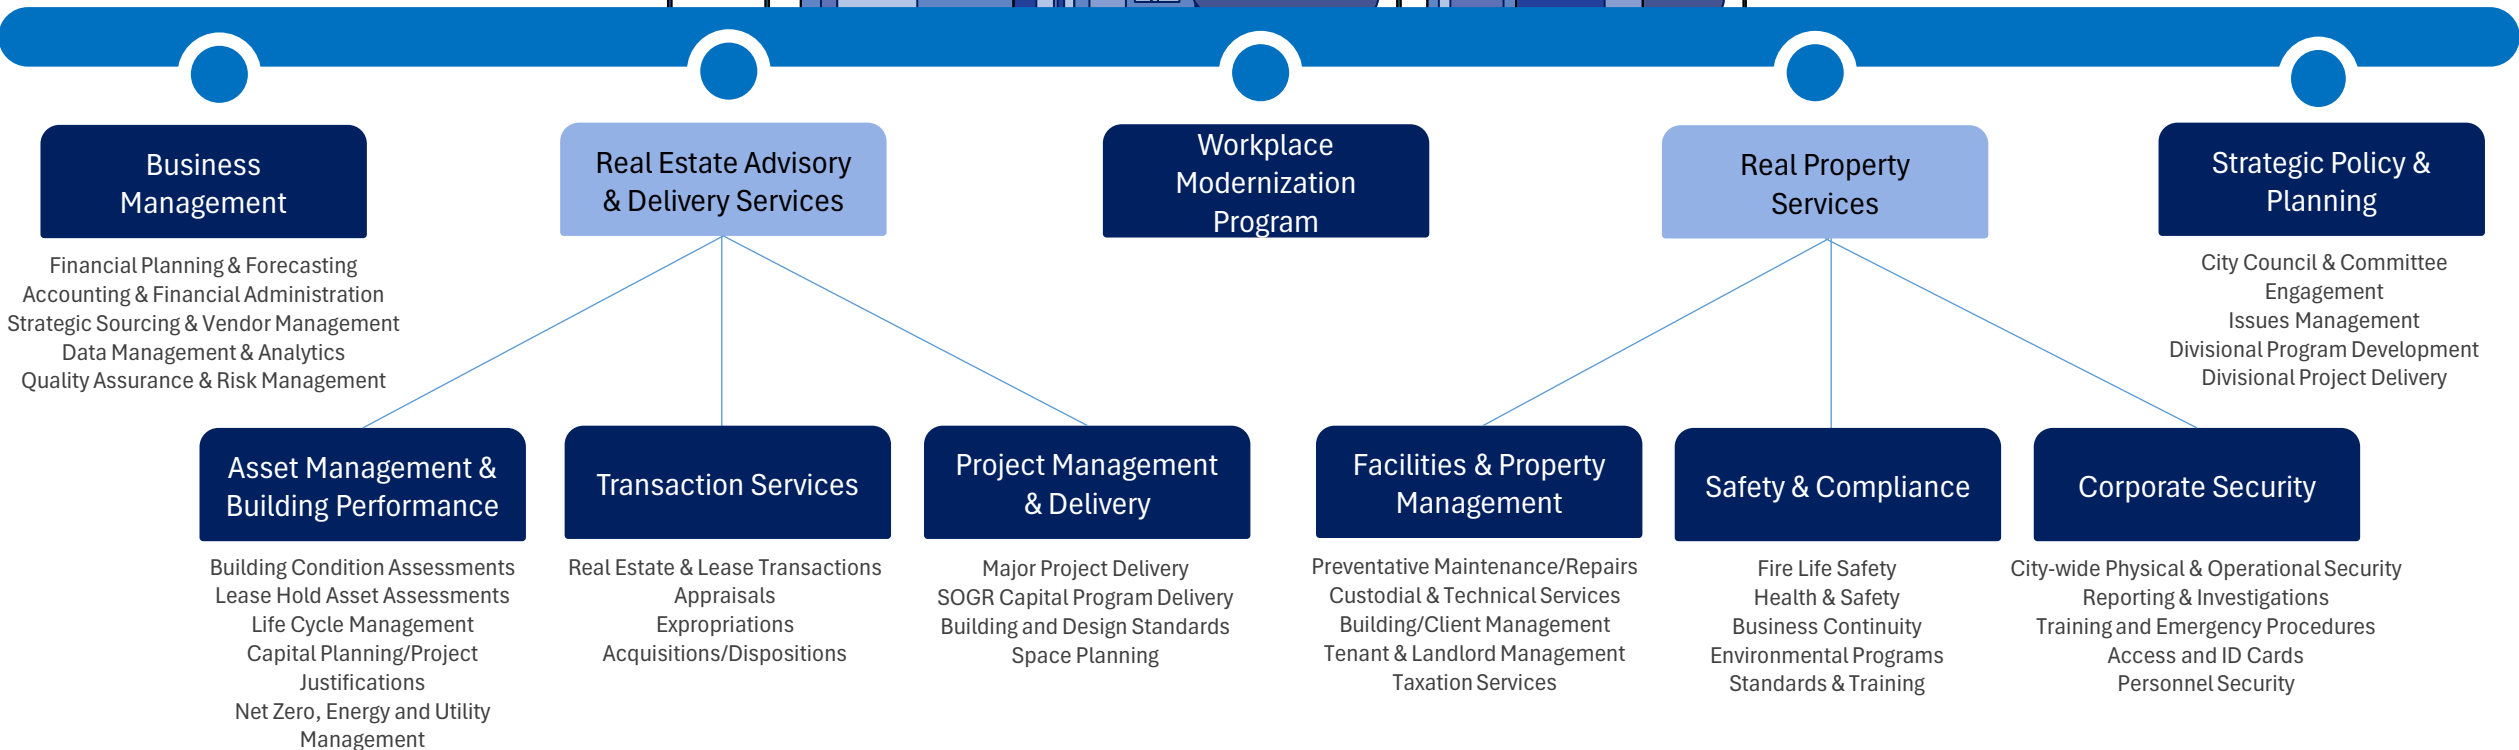 Business
Management
Financial Planning & Forecasting
Accounting & Financial Administration
Strategic Sourcing & Vendor Management
Data Management & Analytics
Quality Assurance & Risk Management
Real Estate Advisory
& Delivery Services
Workplace
Modernization
Program
Real Property
Services
Strategic Policy &
Planning
City Council & Committee
Engagement
Issues Management
Divisional Program Development
Divisional Project Delivery
Asset Management &
Building Performance
Building Condition Assessments
Lease Hold Asset Assessments
Life Cycle Management
Capital Planning/Project
Justifications
Net Zero, Energy and Utility
Management
Transaction Services
Real Estate & Lease Transactions
Appraisals
Expropriations
Acquisitions/Dispositions
Project Management
& Delivery
Major Project Delivery
SOGR Capital Program Delivery
Building and Design Standards
Space Planning
Facilities & Property
Management
Preventative Maintenance/Repairs
Custodial & Technical Services
Building/Client Management
Tenant & Landlord Management
Taxation Services
Safety & Compliance
Fire Life Safety
Health & Safety
Business Continuity
Environmental Programs
Standards & Training
Corporate Security
City-wide Physical & Operational Security
Reporting & Investigations
Training and Emergency Procedures
Access and ID Cards
Personnel Security